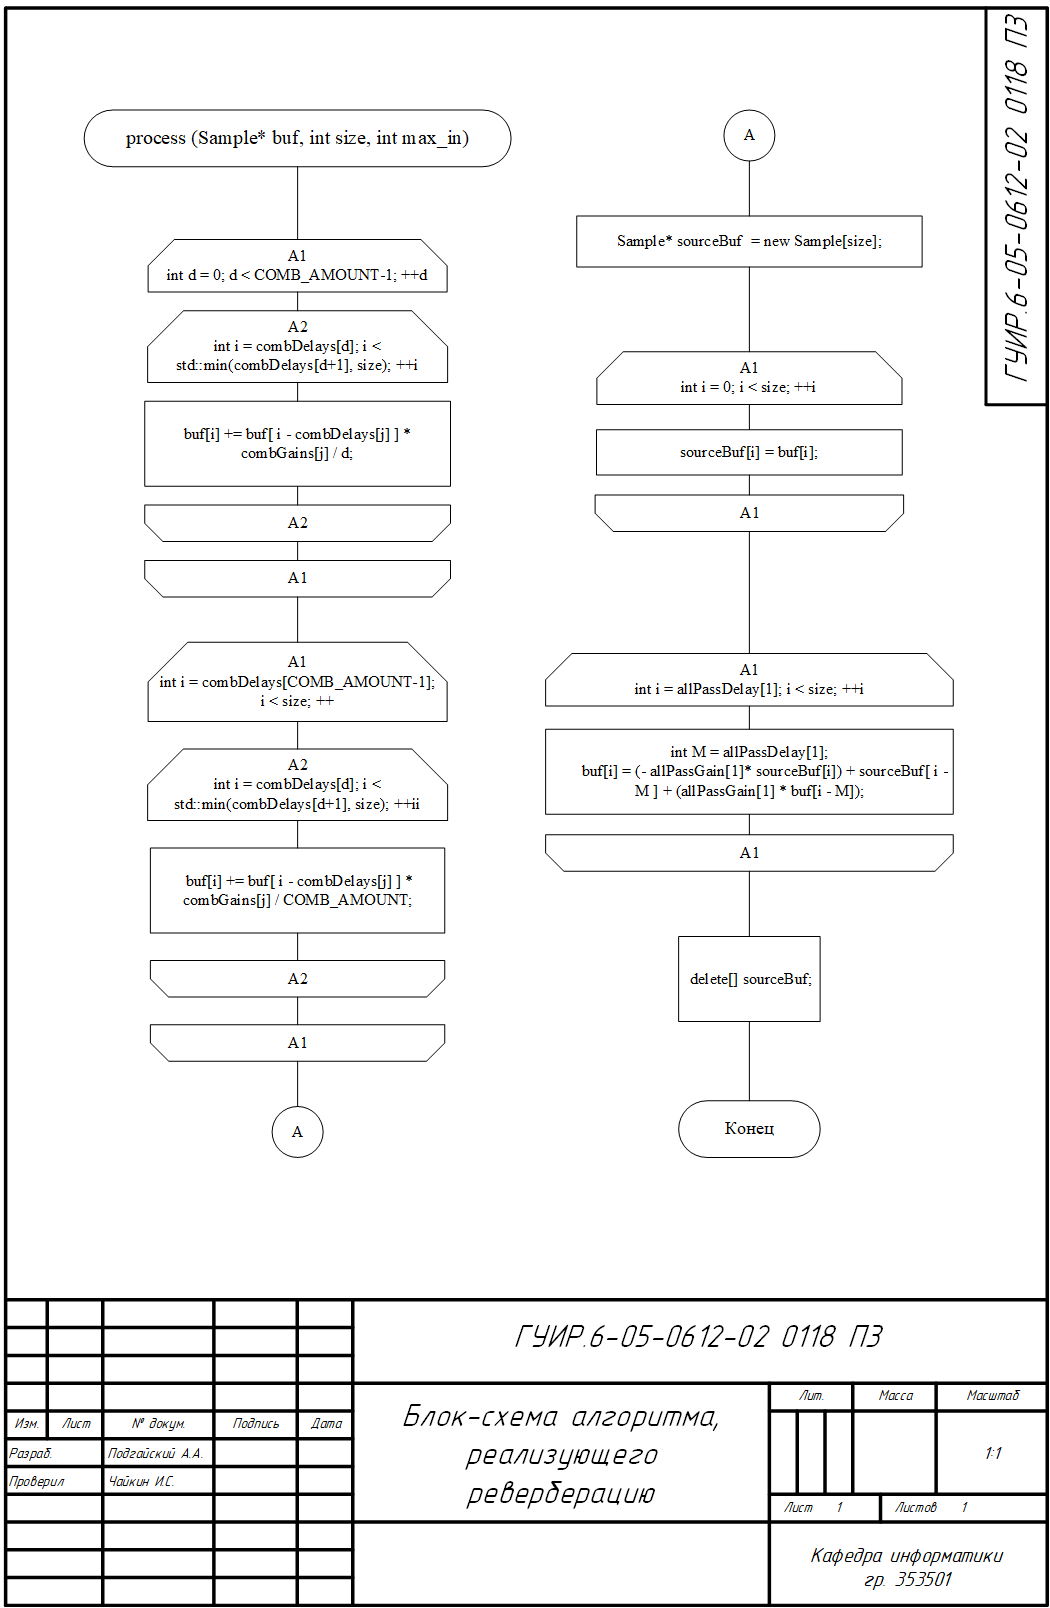 ГУИР.6-05-0612-02 0118 ПЗ
process (Sample* buf, int size, int max_in)
A1
int d = 0; d < COMB_AMOUNT-1; ++d
A2
int i = combDelays[d]; i <
std::min(combDelays[d+1], size); ++i
buf[i] += buf[ i - combDelays[j] ] *
combGains[j] / d;
A2
A1
A1
int i = combDelays[COMB_AMOUNT-1];
i < size; ++
A2
int i = combDelays[d]; i <
std::min(combDelays[d+1], size); ++ii
buf[i] += buf[ i - combDelays[j] ] *
combGains[j] / COMB_AMOUNT;
A2
A1
A
A
Sample* sourceBuf = new Sample[size];
A1
int i = 0; i < size; ++i
sourceBuf[i] = buf[i];
A1
A1
int i = allPassDelay[1]; i < size; ++i
int M = allPassDelay[1];
buf[i] = (- allPassGain[1]* sourceBuf[i]) + sourceBuf[ i -
M ] + (allPassGain[1] * buf[i - M]);
A1
delete[] sourceBuf;
Конец
ГУИР.6-05-0612-02 0118 ПЗ
Изм. Лист № докум. Подпись Дата
Разраб. Подгайский А.А.
Проверил Чайкин И.С.
Блок-схема алгоритма,
реализующего
реверберацию
Лит. Масса Масштаб
1:1
Лист 1 Листов 1
Кафедра информатики
гр. 353501